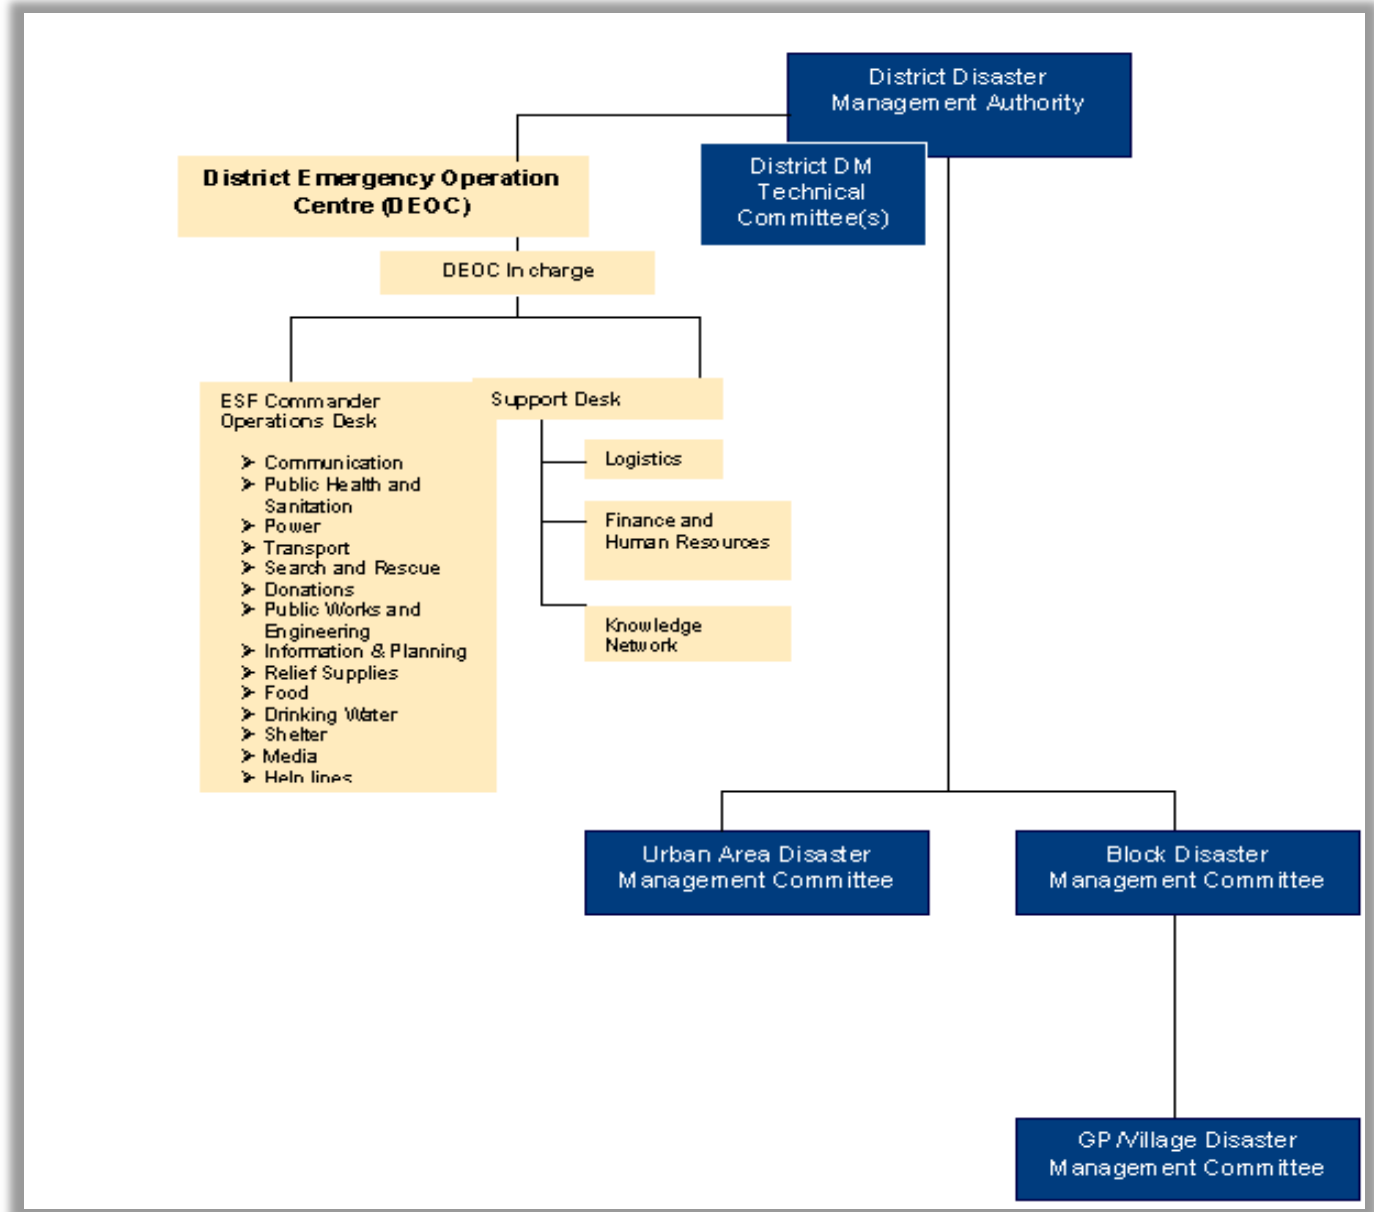 District Disaster
Management Authority
District DM
Technical
Committee(s)
District Emergency Operation
Centre (DEOC)
DEOC In charge
ESF Commander
Operations Desk
➢ Communication
➢ Public Health and
Sanitation
➢ Power
➢ Transport
➢ Search and Rescue
➢ Donations
➢ Public Works and
Engineering
➢ Information & Planning
➢ Relief Supplies
➢ Food
➢ Drinking Water
➢ Shelter
➢ Media
➢ Help lines
Support Desk
Logistics
Finance and
Human Resources
Knowledge
Network
Urban Area Disaster
Management Committee
Block Disaster
Management Committee
GP/Village Disaster
Management Committee